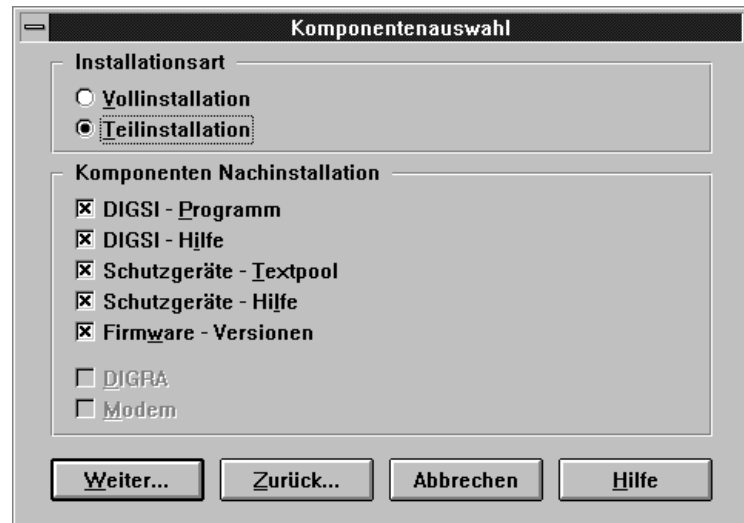 Komponentenauswahl
Installationsart
Vollinstallation
Teilinstallation
Komponenten Nachinstallation
DIGSI - Programm
DIGSI - Hilfe
Schutzgeräte - Textpool
Schutzgeräte - Hilfe
Firmware - Versionen
DIGRA
Modem
Weiter... Zurück... Abbrechen Hilfe